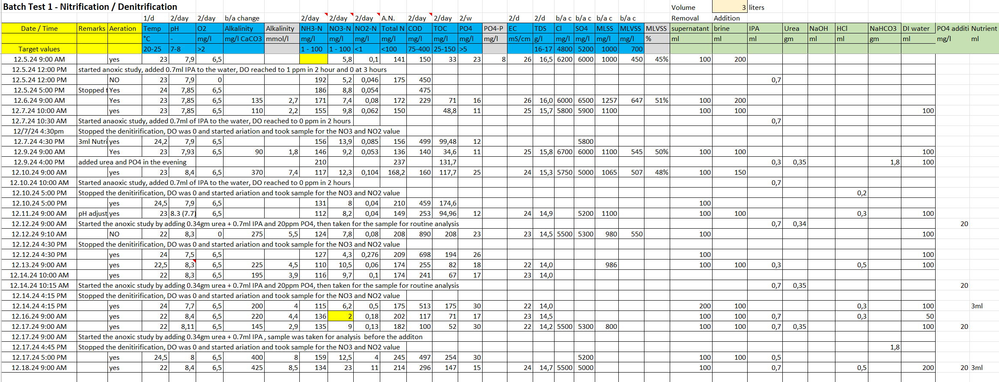 Batch Test 1 - Nitrification / Denitrification Volume 3 liters
1/d 2/day 2/day b/a change 2/day 2/day 2/day A.N. 2/day 2/day 2/w 2/d 2/d b/a c b/a c b/a c b/a c Removal Addition
Date / Time Remarks Aeration Temp pH O2 Alkalinity Alkalinity NH3-N NO3-N NO2-N Total N COD TOC PO4 PO4-P EC TDS Cl SO4 MLSS MLVSS MLVSS supernatant brine IPA Urea NaOH HCl NaHCO3 DI water PO4 additi Nutrient
°C - mg/l mg/l CaCO3 mmol/l mg/l mg/l mg/l mg/l mg/l mg/l mg/l mg/l mS/cm g/l mg/l mg/l mg/l mg/l % ml ml ml gm ml ml gm ml mg/l ml
Target values 20-25 7-8 >2 1 - 100 1 - 100 <1 <100 75-400 25-150 >5 16-17 4800 5200 1000 700
12.5.24 9:00 AM yes 23 7,9 6,5 5,8 0,1 141 150 33 23 8 26 16,5 6200 6000 1000 450 45% 100 200
12.5.24 12:00 PM started anoxic study, added 0.7ml IPA to the water, DO reached to 1 ppm in 2 hour and 0 at 3 hours
12.5.24 12:00 PM NO 23 7,9 0 192 5,2 0,046 175 450 0,7
12.5.24 5:00 PM Stopped t Yes 24 7,85 6,5 186 8,8 0,054 475
12.6.24 9:00 AM Yes 23 7,85 6,5 135 2,7 171 7,4 0,08 172 229 71 16 26 16,0 6000 6500 1257 647 51% 100 200
12.7.24 10:00 AM yes 23 7,85 6,5 110 2,2 155 9,8 0,062 150 48,8 11 25 15,7 5800 5900 1100 100 100 100
12.7.24 10:30 AM Started anaoxic study, added 0.7ml of IPA to the water, DO reached to 0 ppm in 2 hours 0,7
12/7/24 4:30pm Stopped the denitirification, DO was 0 and started ariation and took sample for the NO3 and NO2 value
12.7.24 4:30 PM 3ml Nutri yes 24,2 7,9 6,5 156 13,9 0,085 156 499 99,48 12 5800
12.9.24 9:00 AM Yes 23 7,93 6,5 90 1,8 146 9,2 0,053 136 140 34,6 11 25 15,8 6700 6000 1100 545 50% 100 100 100
12.9.24 4:00 PM added urea and PO4 in the evening 210 237 131,7 0,3 0,35 1,8 100
12.10.24 9:00 AM yes 23 8,4 6,5 370 7,4 117 12,3 0,104 168,2 160 117,7 25 24 15,3 5750 5000 1065 507 48% 100 150
12.10.24 10:00 AM Started anaoxic study, added 0.7ml of IPA to the water, DO reached to 0 ppm in 2 hours 0,7
12.10.24 5:00 PM Stopped the denitirification, DO was 0 and started ariation and took sample for the NO3 and NO2 value 0,2
12.10.24 5:00 PM yes 24,5 7,9 6,5 131 8 0,04 210 459 174,6 100
12.11.24 9:00 AM pH adjust yes 23 8.3 (7.7) 6,5 112 8,2 0,04 149 253 94,96 12 24 14,9 5200 1100 100 100 0,3 100
12.12.24 9:00 AM Started the anoxic study by adding 0.34gm urea + 0.7ml IPA and 20ppm PO4, then taken for the sample for routine analysis 0,7 0,34 20
12.12.24 9:10 AM NO 22 8,3 0 275 5,5 124 7,8 0,08 208 890 208 23 23 14,5 5500 5300 980 550 100 100
12.12.24 4:30 PM Stopped the denitirification, DO was 0 and started ariation and took sample for the NO3 and NO2 value
12.12.24 4:30 PM yes 24 7,5 6,5 127 4,3 0,276 209 698 194 26 100 100
12.13.24 9:00 AM yes 22,5 8,3 6,5 225 4,5 110 10,5 0,06 174 255 82 18 22 14,0 986 100 100 0,3 0,5 100
12.14.24 10:00 AM yes 22 8,3 6,5 195 3,9 116 9,7 0,1 174 241 67 17 23 14,0
12.14.24 10:15 AM Started the anoxic study by adding 0.34gm urea + 0.7ml IPA and 20ppm PO4, then taken for the sample for routine analysis 0,7 0,35 20
12.14.24 4:15 PM Stopped the denitirification, DO was 0 and started ariation and took sample for the NO3 and NO2 value
12.14.24 4:15 PM yes 24 7,7 6,5 200 4 115 6,2 0,5 175 513 175 30 22 14,0 200 100 0,3 100 3ml
12.16.24 9:00 AM yes 22 8,4 6,5 220 4,4 136 2 0,18 202 117 71 17 23 14,5 100 100 0,7 0,3 50
12.17.24 9:00 AM yes 22 8,11 6,5 145 2,9 135 9 0,13 182 100 52 30 22 14,2 5500 5300 800 100 100 0,7 0,35 100 20
12.17.24 9:00 AM Started the anoxic study by adding 0.34gm urea + 0.7ml IPA , sample was taken for analysis before the additon
12.17.24 4:45 PM Stopped the denitirification, DO was 0 and started ariation and took sample for the NO3 and NO2 value 1,8
12.17.24 5:00 PM yes 24,5 8 6,5 400 8 159 12,5 4 245 497 254 30 5200 100 100 0,5
12.18.24 9:00 AM yes 22 8,4 6,5 425 8,5 134 23 11 214 296 147 15 24 14,7 5500 5000 100 0,7 0,5 200 20 3ml